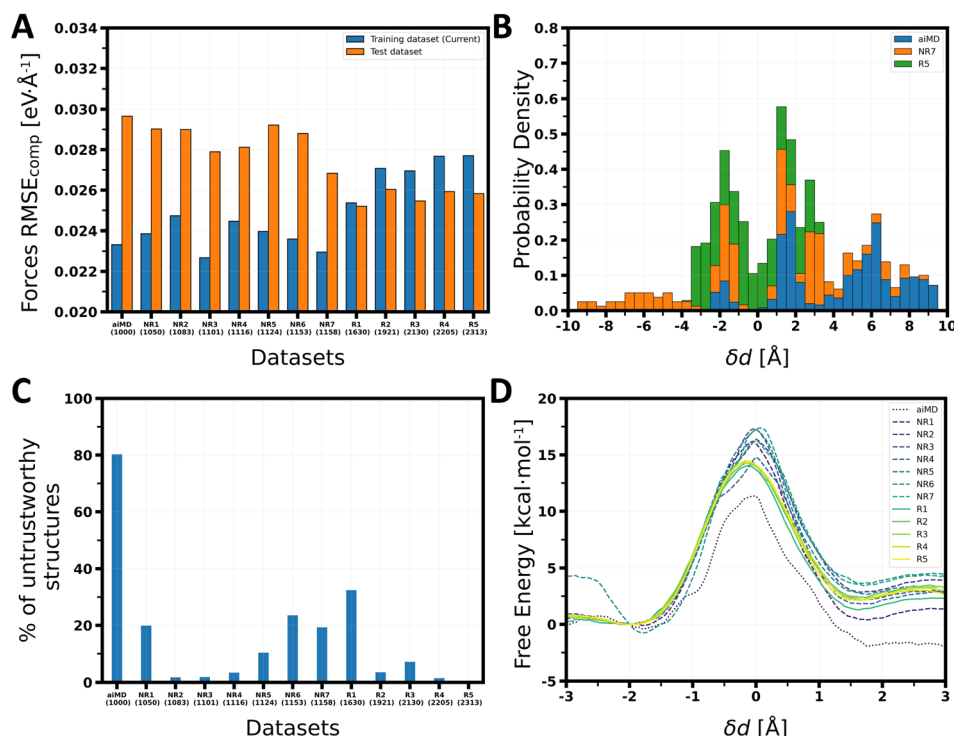 A
0.034
0.032
0.030
0.028
0.026
0.024
0.022
0.020
Forces RMSEcomp [eV·Å-1]
Training dataset (Current)
Test dataset
aiMD NR1 NR2 NR3 NR4 NR5 NR6 NR7 R1 R2 R3 R4 R5
(1000) (1050) (1083) (1101) (1116) (1124) (1153) (1158) (1630) (1921) (2130) (2205) (2313)
Datasets
B
0.8
0.7
0.6
0.5
0.4
0.3
0.2
0.1
0.0
Probability Density
aiMD
NR7
R5
-10 -8 -6 -4 -2 0 2 4 6 8 10
δd [Å]
C
100
80
60
40
20
0
% of untrustworthy
structures
aiMD NR1 NR2 NR3 NR4 NR5 NR6 NR7 R1 R2 R3 R4 R5
(1000) (1050) (1083) (1101) (1116) (1124) (1153) (1158) (1630) (1921) (2130) (2205) (2313)
Datasets
D
20
15
10
5
0
-5
Free Energy [kcal·mol-1]
aiMD
NR1
NR2
NR3
NR4
NR5
NR6
NR7
R1
R2
R3
R4
R5
-3 -2 -1 0 1 2 3
δd [Å]